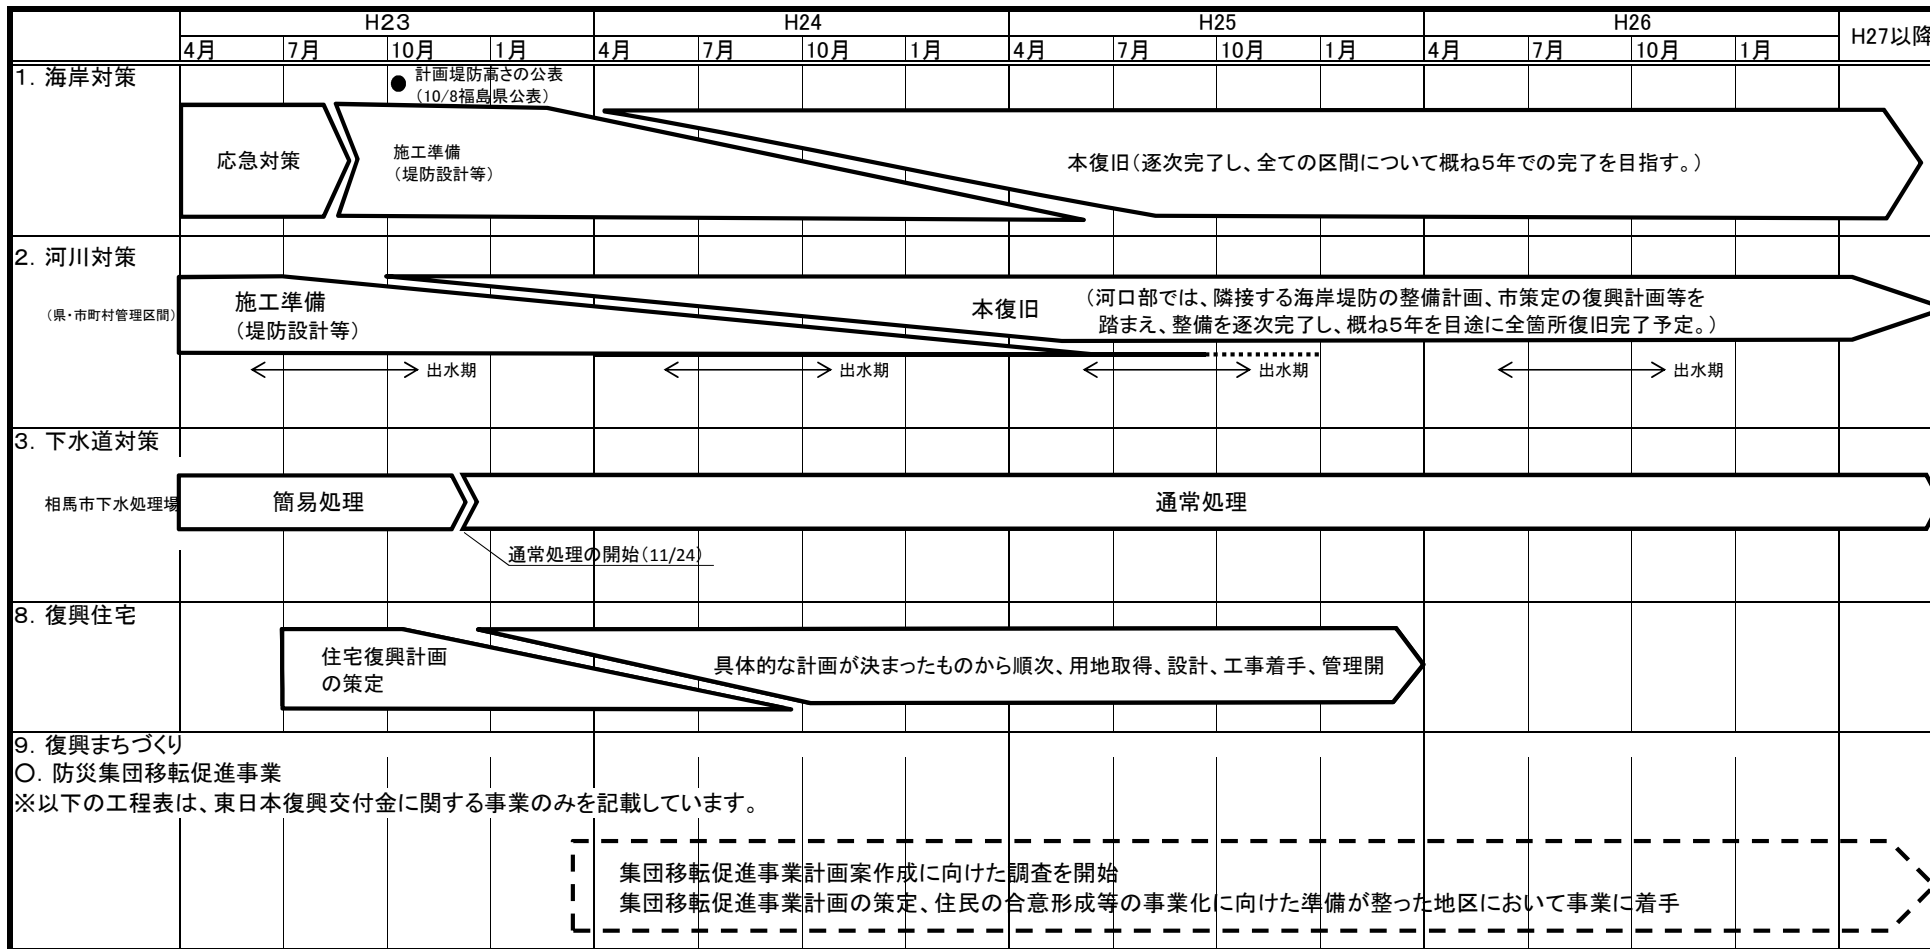 H23 H24 H25 H26 H27以降
4月 7月 10月 1月 4月 7月 10月 1月 4月 7月 10月 1月 4月 7月 10月 1月
1．海岸対策
● 計画堤防高さの公表
（10/8福島県公表）
応急対策
施工準備
（堤防設計等）
本復旧（逐次完了し、全ての区間について概ね５年での完了を目指す。）
2．河川対策
（県・市町村管理区間）
施工準備
（堤防設計等）
本復旧
（河口部では、隣接する海岸堤防の整備計画、市策定の復興計画等を
踏まえ、整備を逐次完了し、概ね５年を目途に全箇所復旧完了予定。）
出水期 出水期 出水期 出水期
3．下水道対策
相馬市下水処理場
簡易処理
通常処理
通常処理の開始（11/24）
8．復興住宅
住宅復興計画
の策定
具体的な計画が決まったものから順次、用地取得、設計、工事着手、管理開
9．復興まちづくり
○．防災集団移転促進事業
※以下の工程表は、東日本復興交付金に関する事業のみを記載しています。
集団移転促進事業計画案作成に向けた調査を開始
集団移転促進事業計画の策定、住民の合意形成等の事業化に向けた準備が整った地区において事業に着手